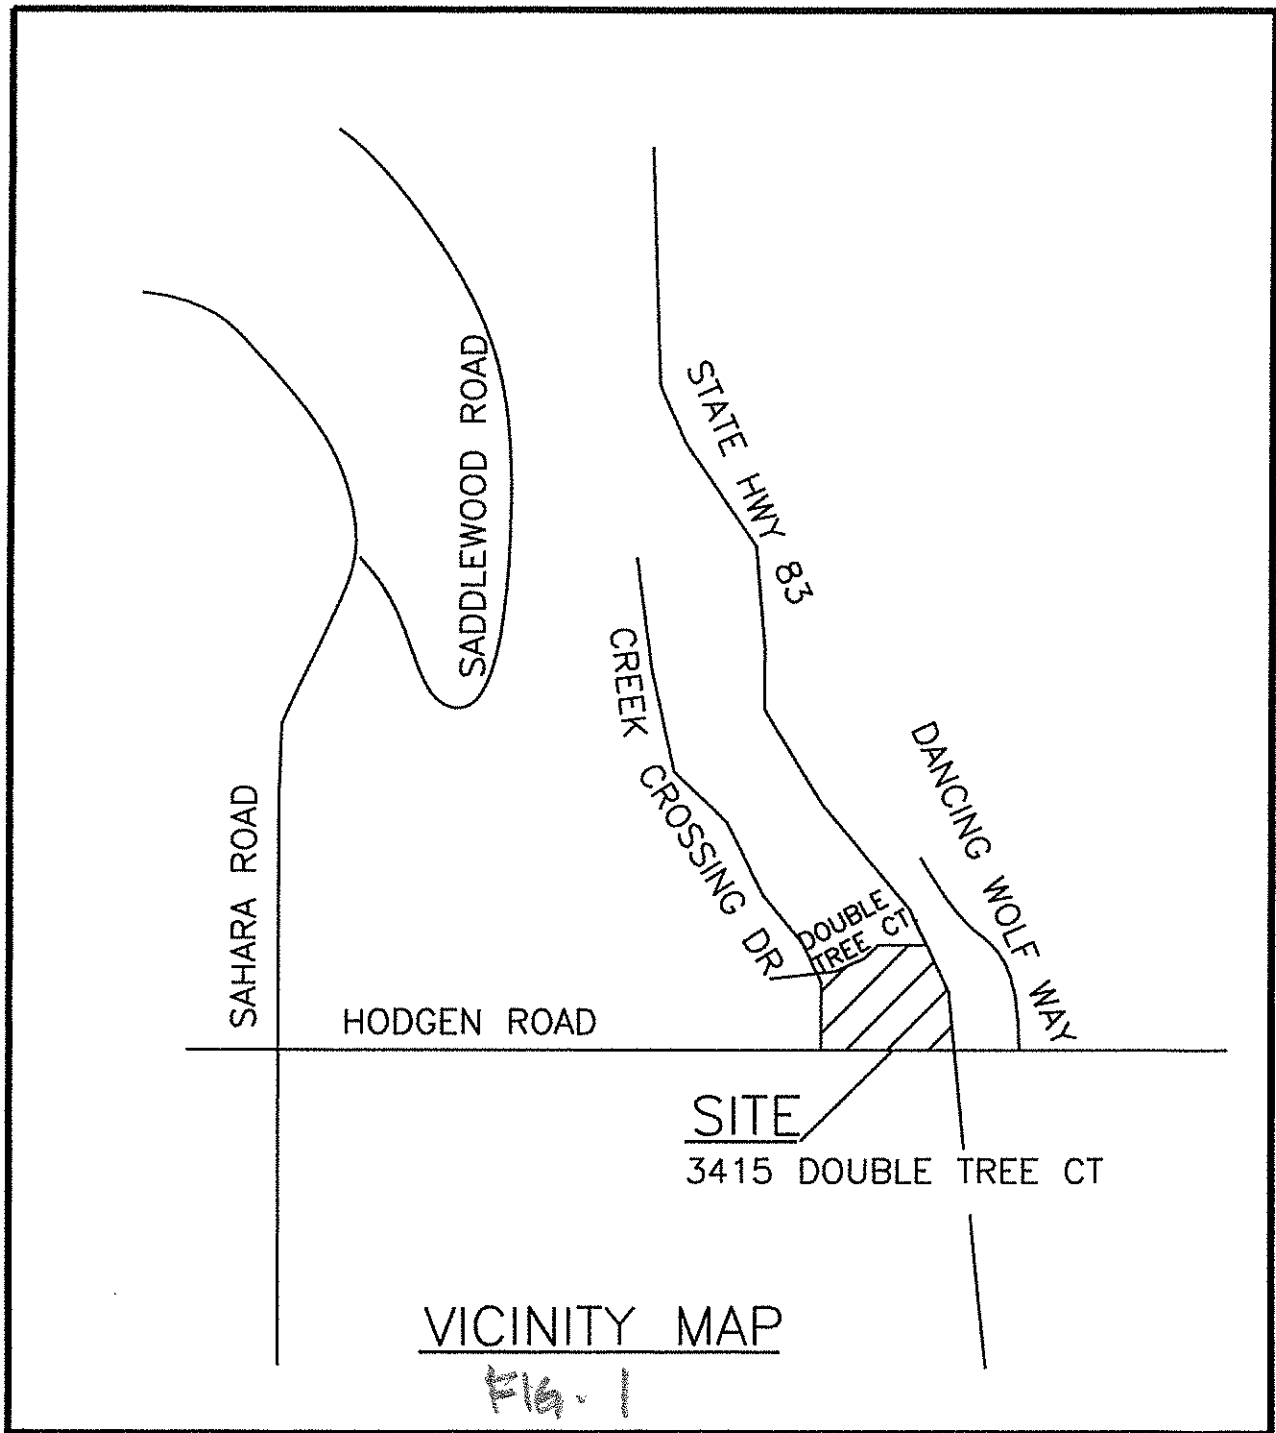 SADDLEWOOD ROAD
STATE HWY 83
CREEK CROSSING DR
DANCING WOLF WAY
SAHARA ROAD
DOUBLE
TREE CT.
HODGEN ROAD
SITE
3415 DOUBLE TREE CT
VICINITY MAP
FIG. 1